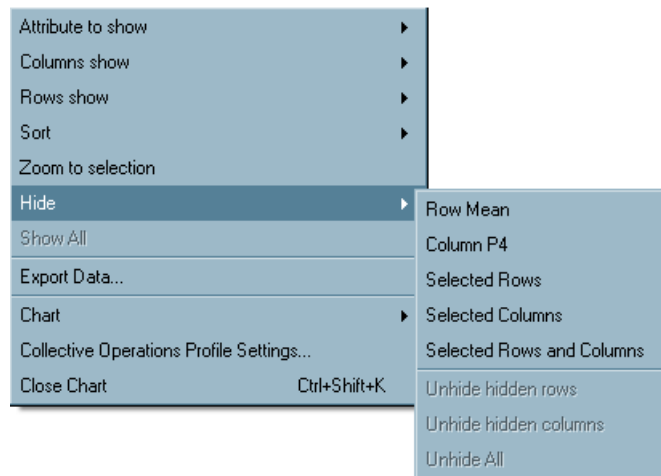 Attribute to show
Columns show
Rows show
Sort
Zoom to selection
Hide
Show All
Export Data...
Chart
Collective Operations Profile Settings...
Close Chart Ctrl+Shift+K
Row Mean
Column P4
Selected Rows
Selected Columns
Selected Rows and Columns
Unhide hidden rows
Unhide hidden columns
Unhide All